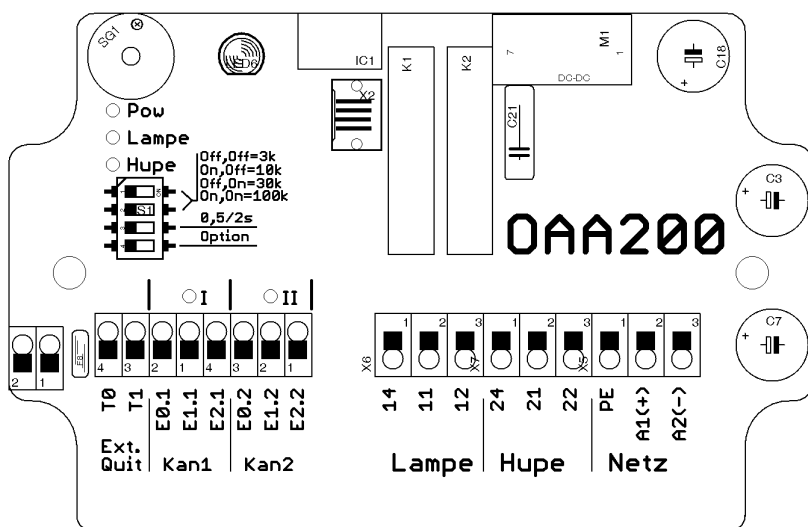 SG1
LED6
IC1
K1
K2
7
M1
1
DC-DC
C18
+
X2
C21
Pow
Lampe
Hupe
Off,Off=3k
On,Off=10k
Off,On=30k
On,On=100k
1
ON
2
S1
3
4
0,5/2s
Option
C3
+
OAA200
I
II
C7
+
2
1
4
3
2
1
4
3
2
1
X6
1
2
3
X7
1
2
3
X5
1
2
3
T0
T1
E0.1
E1.1
E2.1
E0.2
E1.2
E2.2
14
11
12
24
21
22
PE
A1(+)
A2(-)
Ext.
Quit
Kan1
Kan2
Lampe
Hupe
Netz